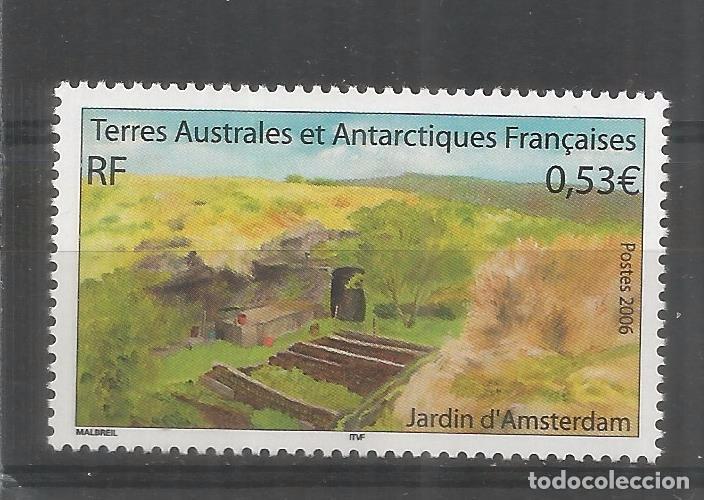 Terres Australes et Antarctiques Françaises
RF
0,53€
Postes 2006
Jardin d'Amsterdam
MALBREIL
ITVF
todocoleccion